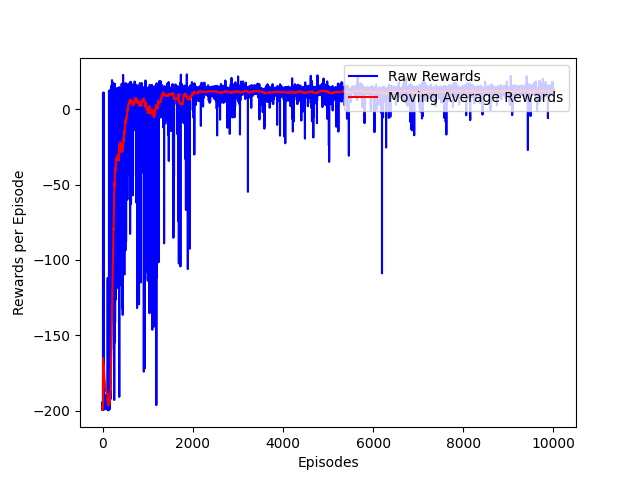 Raw Rewards
Moving Average Rewards
0
−50
−100
−150
−200
Rewards per Episode
0 2000 4000 6000 8000 10000
Episodes